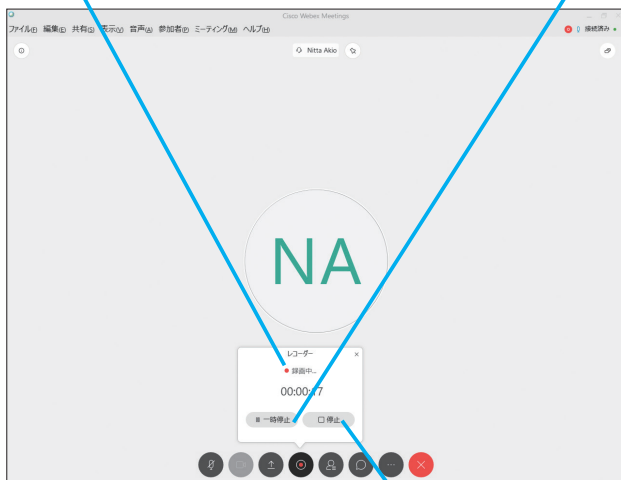 Cisco Webex Meetings
ファイル(F) 編集(E) 共有(S) 表示(V) 音声(A) 参加者(P) ミーティング(M) ヘルプ(H)
接続済み
Nitta Akio
NA
レコーダー
録画中...
00:00:17
一時停止
停止